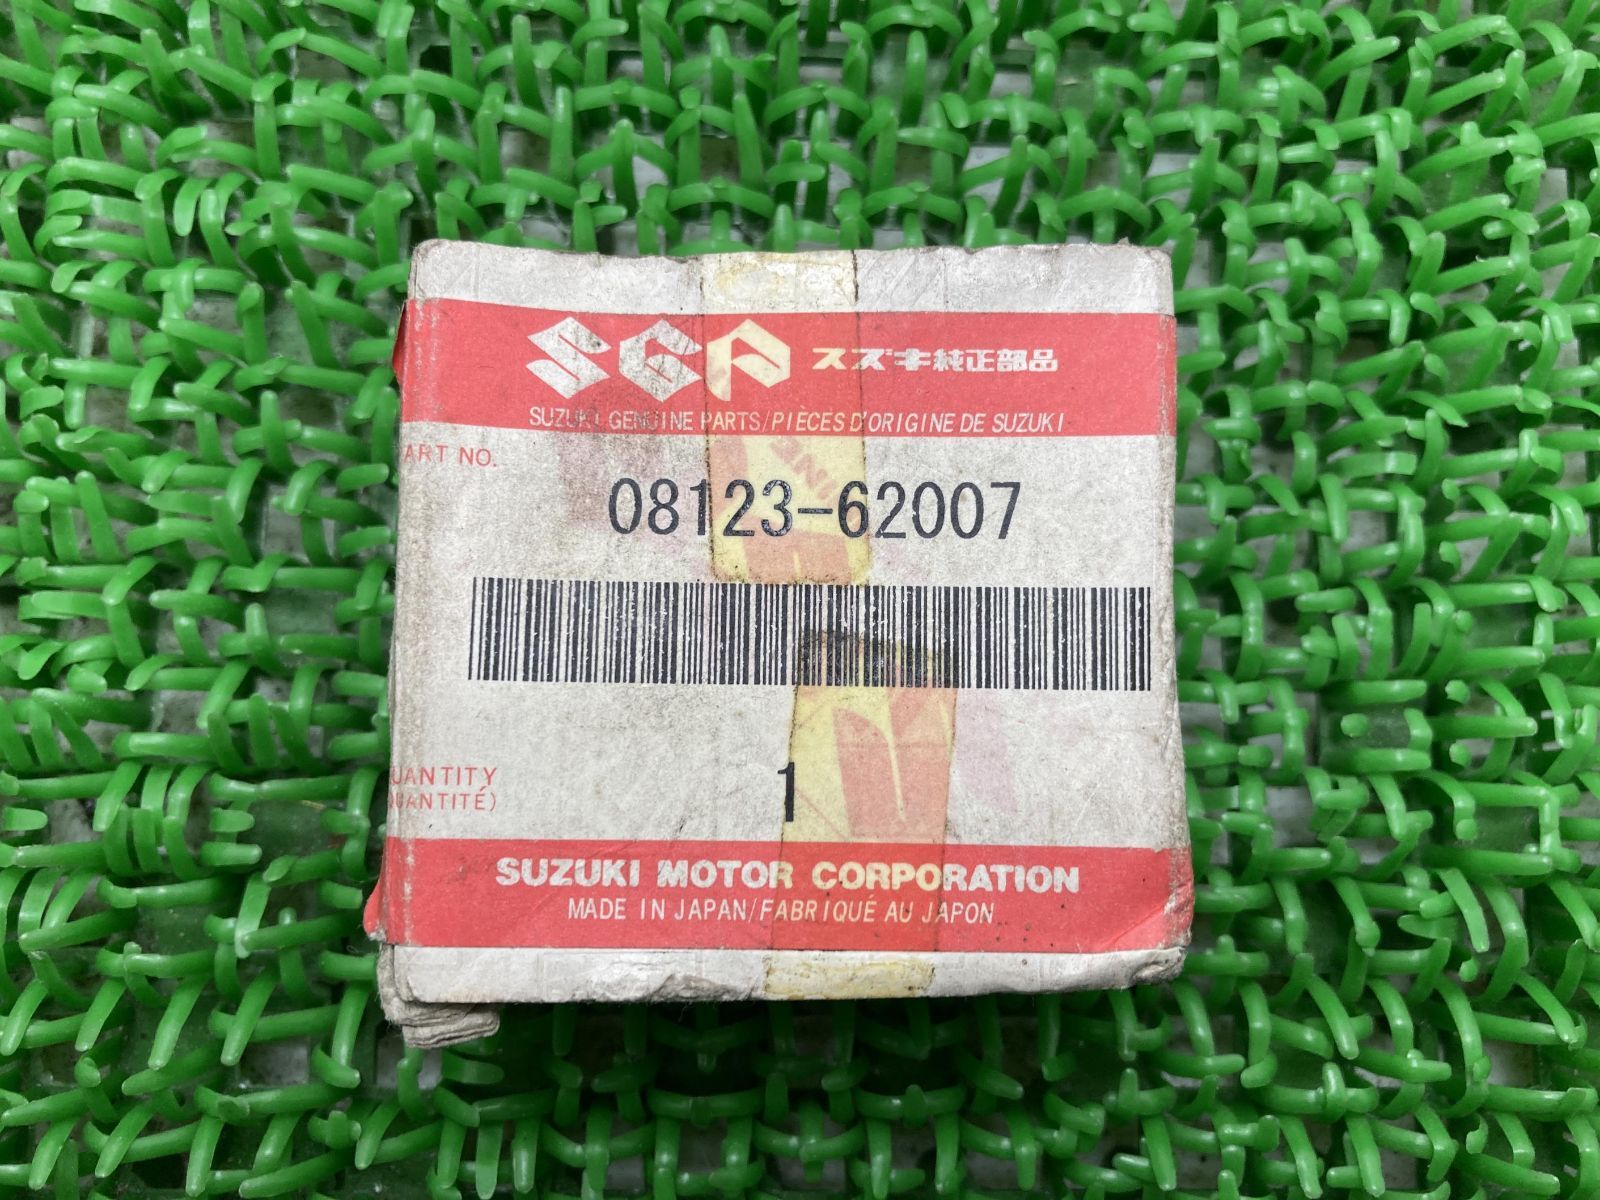 SGP スズキ純正部品
SUZUKI GENUINE PARTS/PIÈCES D'ORIGINE DE SUZUKI
ART NO.
08123-62007
UANTITY
UANTITÉ)
1
SUZUKI MOTOR CORPORATION
MADE IN JAPAN/FABRIQUÉ AU JAPON